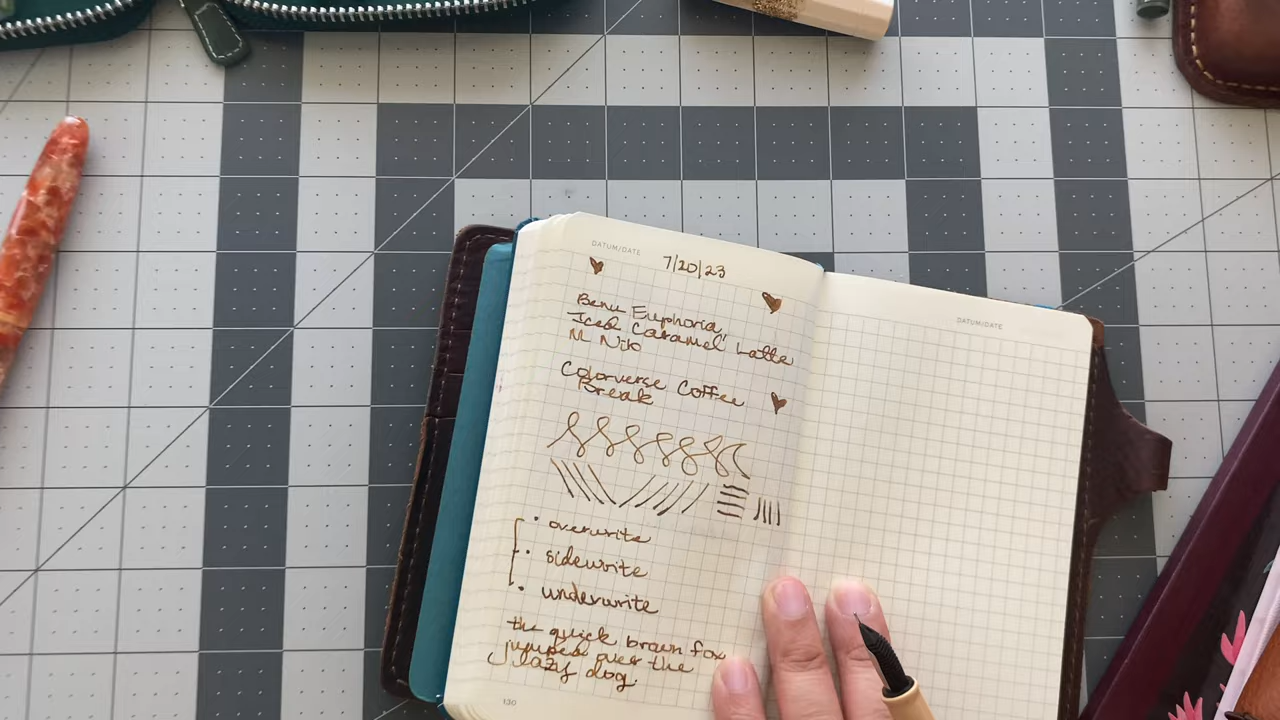 DATUM/DATE 7/20/23
Benu Euphoria,
Iced Caramel Latte
M Nib
Colorverse Coffee
Break
• overwrite
• sidewrite
• underwrite
the quick brown fox
jumped over the
lazy dog.
130
DATUM/DATE